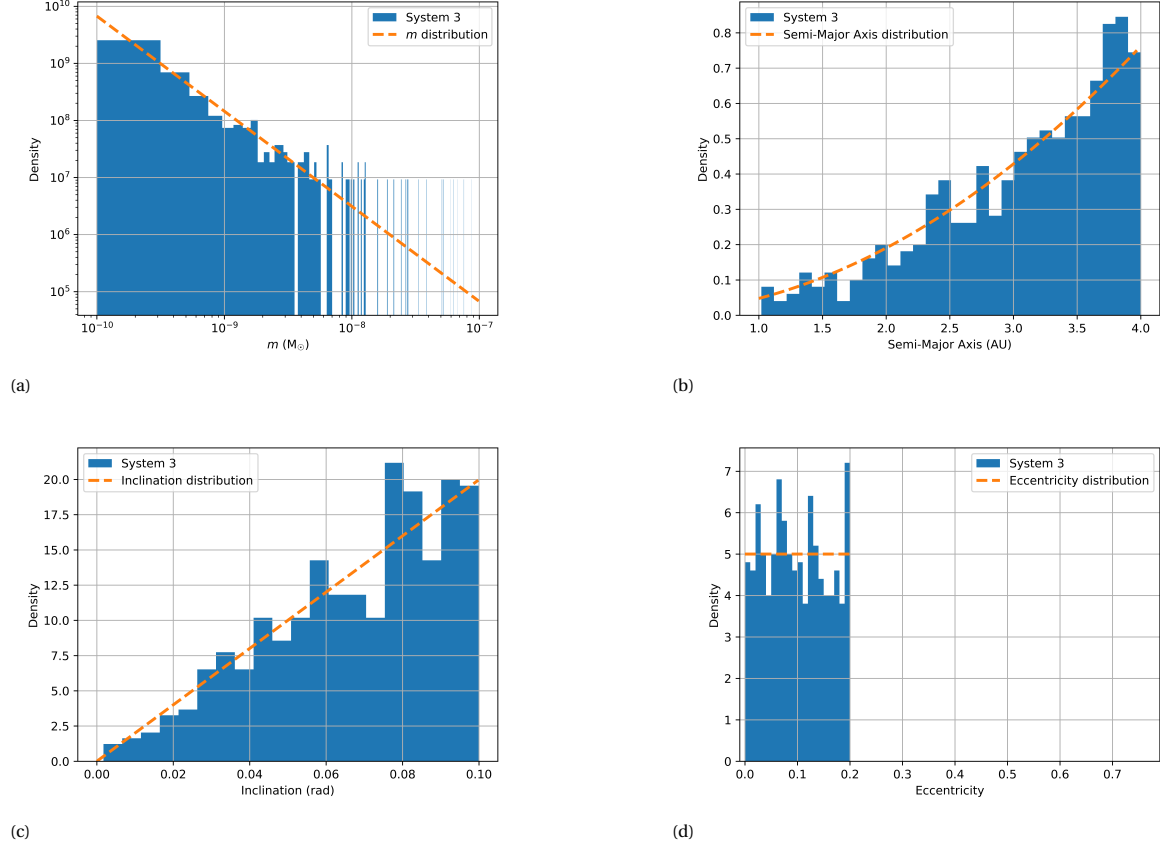 10^10
10^9
10^8
10^7
10^6
10^5
Density
10^−10
10^−9
10^−8
10^−7
m (M☉)
System 3
m distribution
(a)
0.8
0.7
0.6
0.5
0.4
0.3
0.2
0.1
0.0
Density
1.0
1.5
2.0
2.5
3.0
3.5
4.0
Semi-Major Axis (AU)
System 3
Semi-Major Axis distribution
(b)
20.0
17.5
15.0
12.5
10.0
7.5
5.0
2.5
0.0
Density
0.00
0.02
0.04
0.06
0.08
0.10
Inclination (rad)
System 3
Inclination distribution
(c)
7
6
5
4
3
2
1
0
Density
0.0
0.1
0.2
0.3
0.4
0.5
0.6
0.7
Eccentricity
System 3
Eccentricity distribution
(d)